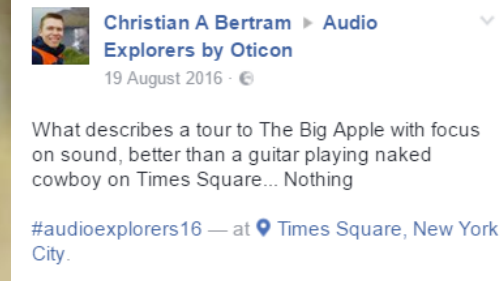 Christian A Bertram ▶ Audio
Explorers by Oticon
19 August 2016 ·
What describes a tour to The Big Apple with focus
on sound, better than a guitar playing naked
cowboy on Times Square... Nothing
#audioexplorers16 — at Times Square, New York
City.